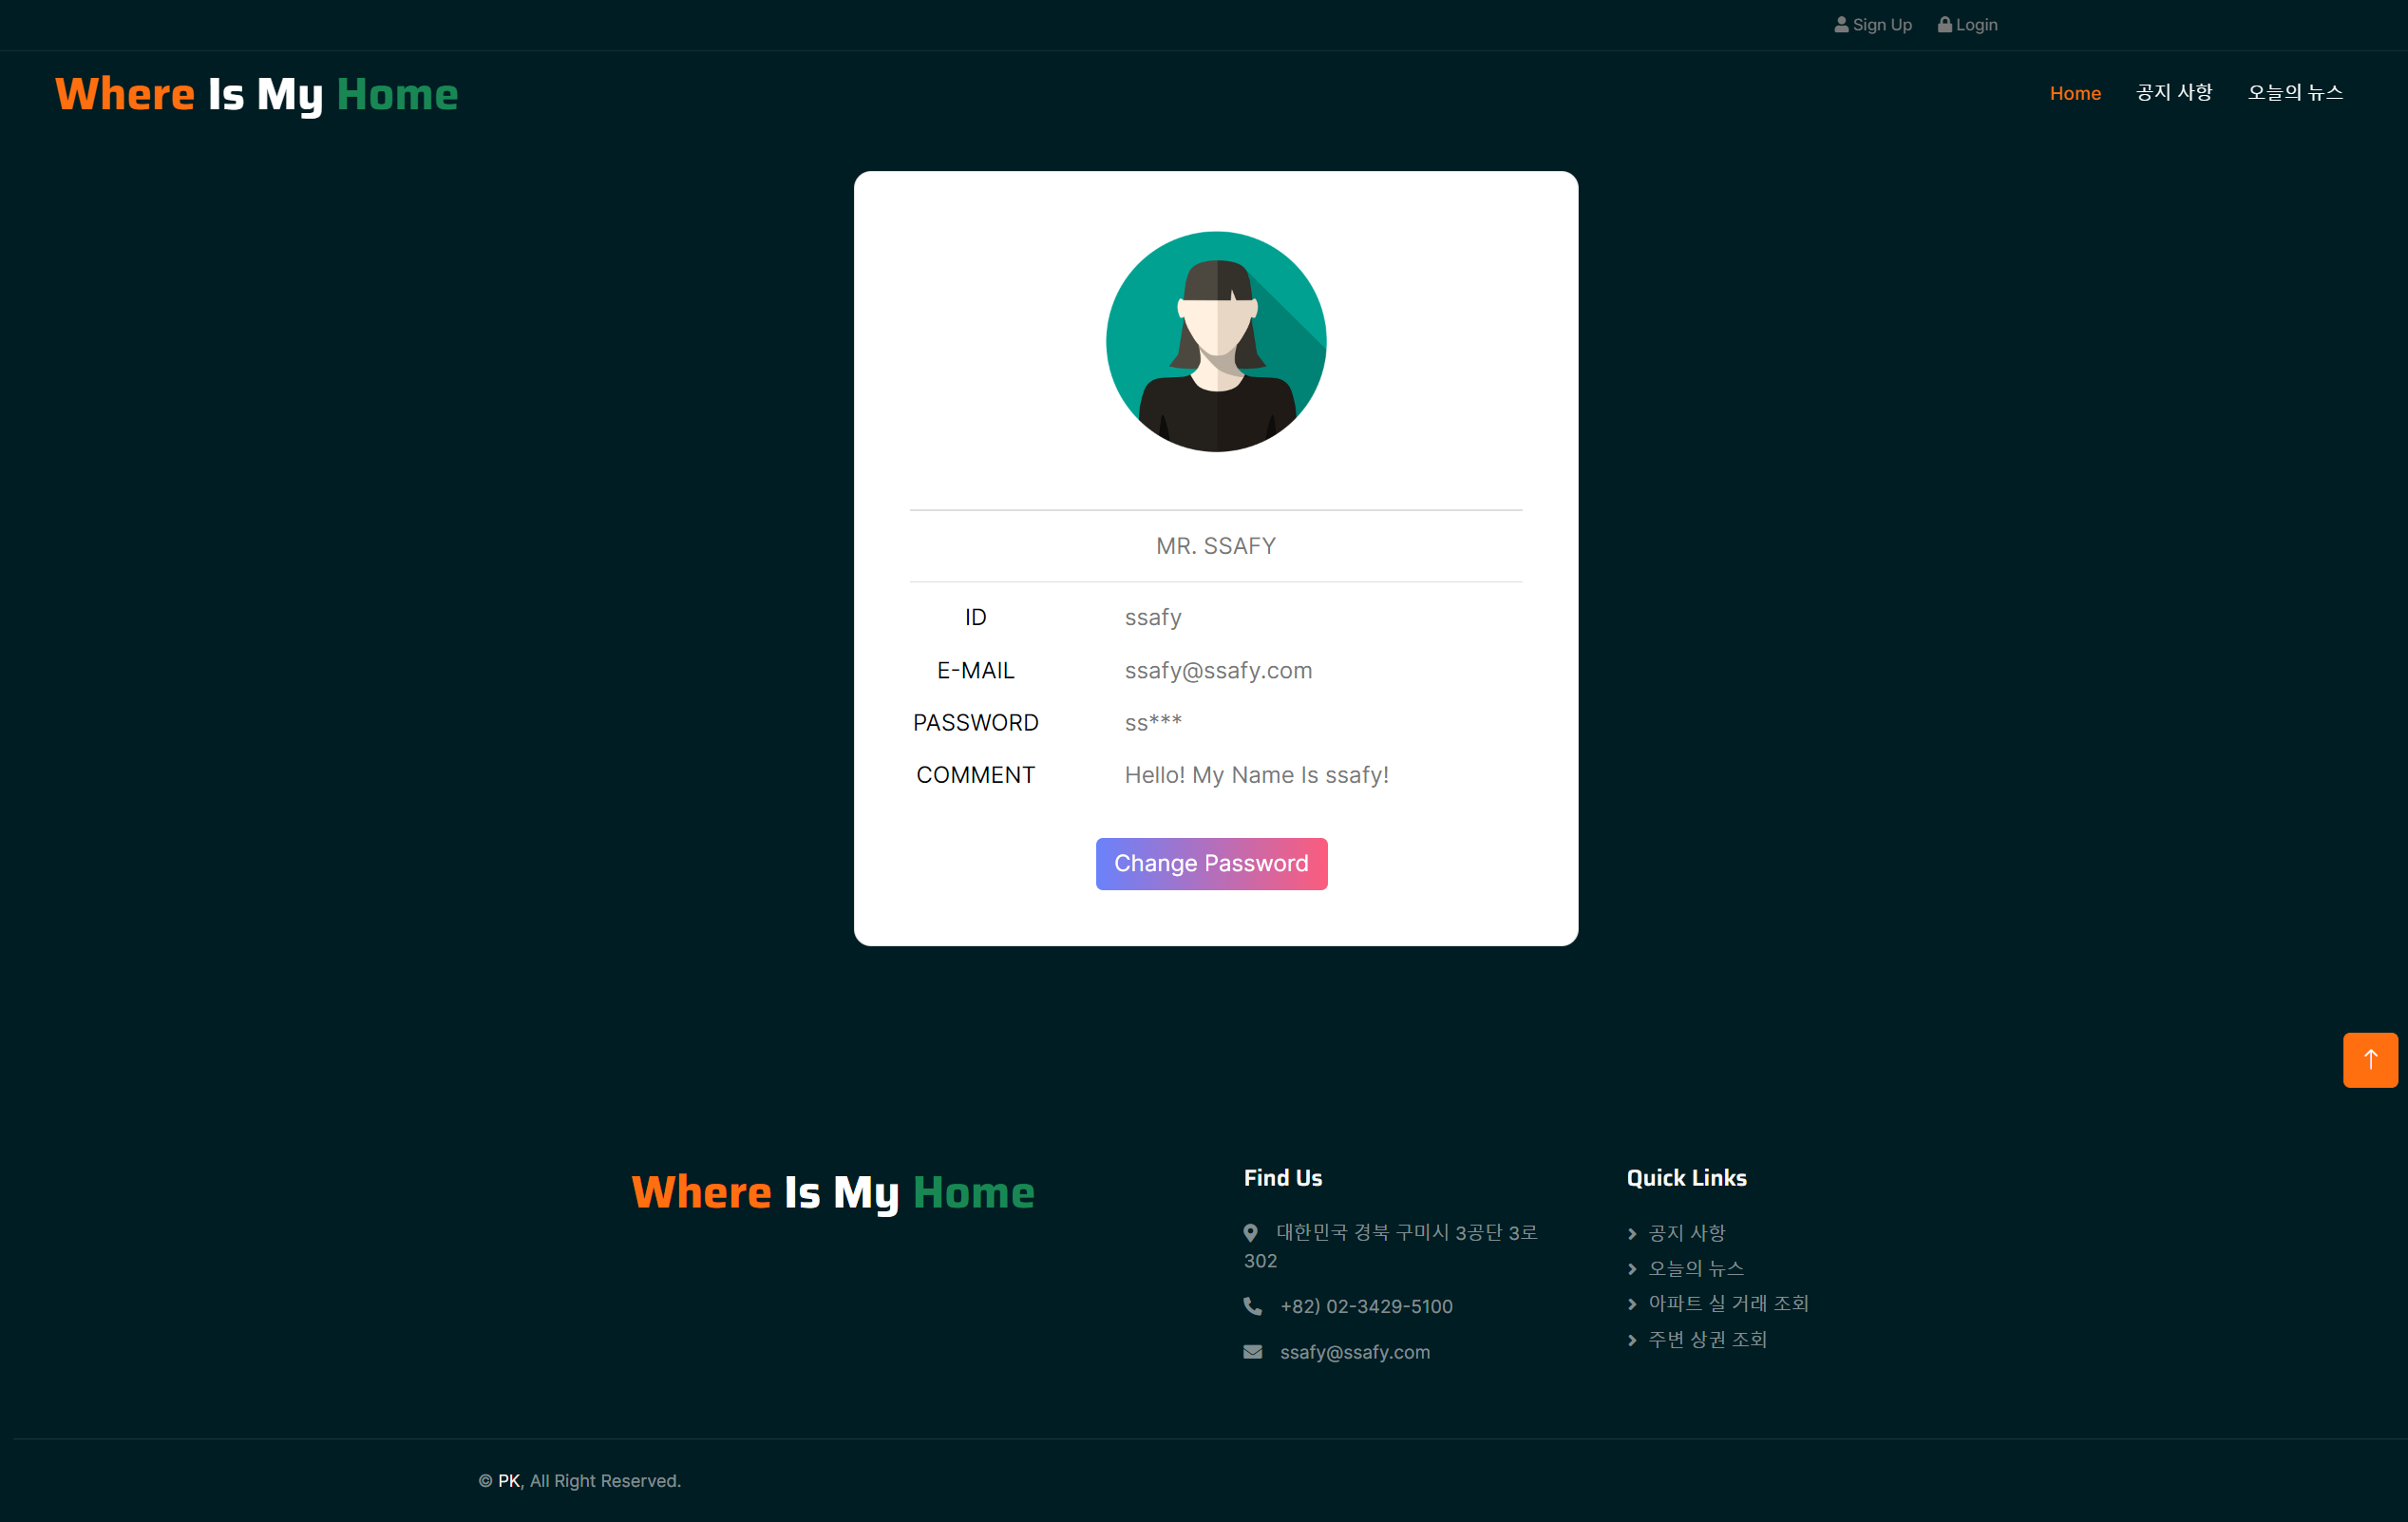 Sign Up Login
Where Is My Home
Home 공지 사항 오늘의 뉴스
MR. SSAFY
ID ssafy
E-MAIL ssafy@ssafy.com
PASSWORD ss***
COMMENT Hello! My Name Is ssafy!
Change Password
Where Is My Home
Find Us
대한민국 경북 구미시 3공단 3로
302
+82) 02-3429-5100
ssafy@ssafy.com
Quick Links
공지 사항
오늘의 뉴스
아파트 실 거래 조회
주변 상권 조회
© PK, All Right Reserved.